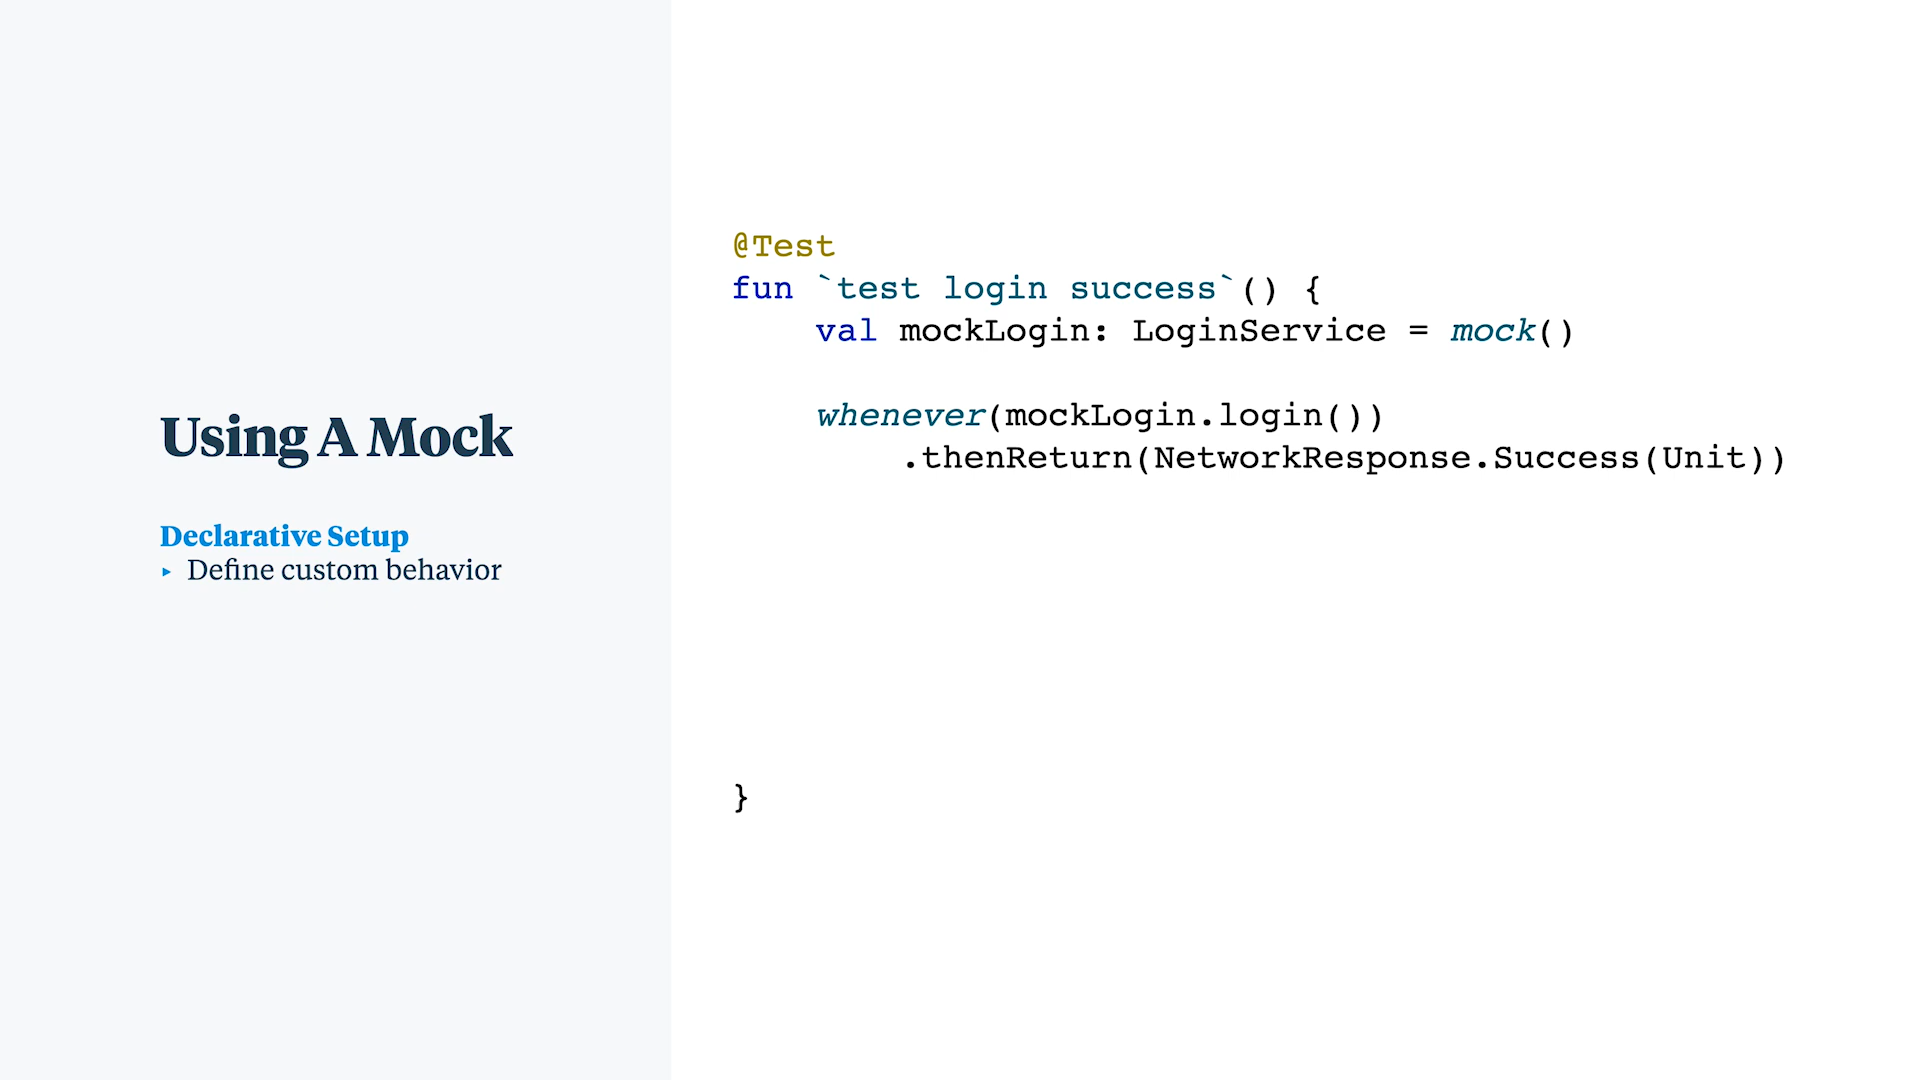 Using A Mock
Declarative Setup
▸ Define custom behavior
@Test
fun `test login success`() {
    val mockLogin: LoginService = mock()
    whenever(mockLogin.login())
        .thenReturn(NetworkResponse.Success(Unit))
}